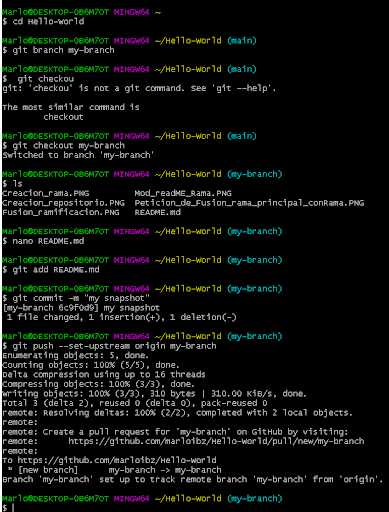 Marlo@DESKTOP-OB6M7OT MINGW64 ~
$ cd Hello-World
Marlo@DESKTOP-OB6M7OT MINGW64 ~/Hello-World (main)
$ git branch my-branch
Marlo@DESKTOP-OB6M7OT MINGW64 ~/Hello-World (main)
$  git checkou
git: 'checkou' is not a git command. See 'git --help'.
The most similar command is
        checkout
Marlo@DESKTOP-OB6M7OT MINGW64 ~/Hello-World (main)
$ git checkout my-branch
Switched to branch 'my-branch'
Marlo@DESKTOP-OB6M7OT MINGW64 ~/Hello-World (my-branch)
$ ls
Creacion_rama.PNG        Mod_readME_Rama.PNG
Creacion_repositorio.PNG  Peticion_de_Fusion_rama_principal_conRama.PNG
Fusion_ramificacion.PNG  README.md
Marlo@DESKTOP-OB6M7OT MINGW64 ~/Hello-World (my-branch)
$ nano README.md
Marlo@DESKTOP-OB6M7OT MINGW64 ~/Hello-World (my-branch)
$ git add README.md
Marlo@DESKTOP-OB6M7OT MINGW64 ~/Hello-World (my-branch)
$ git commit -m "my snapshot"
[my-branch 6c9f0d9] my snapshot
 1 file changed, 1 insertion(+), 1 deletion(-)
Marlo@DESKTOP-OB6M7OT MINGW64 ~/Hello-World (my-branch)
$ git push --set-upstream origin my-branch
Enumerating objects: 5, done.
Counting objects: 100% (5/5), done.
Delta compression using up to 16 threads
Compressing objects: 100% (3/3), done.
Writing objects: 100% (3/3), 310 bytes | 310.00 KiB/s, done.
Total 3 (delta 2), reused 0 (delta 0), pack-reused 0
remote: Resolving deltas: 100% (2/2), completed with 2 local objects.
remote:
remote: Create a pull request for 'my-branch' on GitHub by visiting:
remote:      https://github.com/marloibz/Hello-World/pull/new/my-branch
remote:
To https://github.com/marloibz/Hello-World
 * [new branch]      my-branch -> my-branch
Branch 'my-branch' set up to track remote branch 'my-branch' from 'origin'.
Marlo@DESKTOP-OB6M7OT MINGW64 ~/Hello-World (my-branch)
$